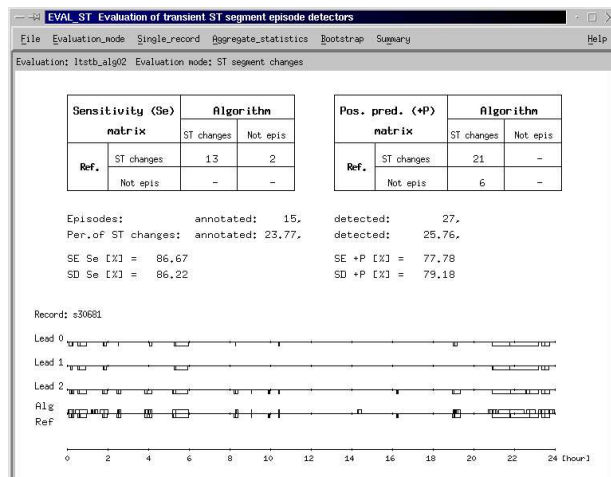 EVAL_ST Evaluation of transient ST segment episode detectors
File Evaluation_mode Single_record Aggregate_statistics Bootstrap Summary Help
Evaluation: ltstb_alg02 Evaluation mode: ST segment changes
Sensitivity (Se) matrix Algorithm
ST changes Not epis
Ref. ST changes 13 2
Not epis - -
Pos. pred. (+P) matrix Algorithm
ST changes Not epis
Ref. ST changes 21 -
Not epis 6 -
Episodes: annotated: 15, detected: 27,
Per.of ST changes: annotated: 23.77, detected: 25.76,
SE Se [%] = 86.67 SE +P [%] = 77.78
SD Se [%] = 86.22 SD +P [%] = 79.18
Record: s30681
Lead 0
Lead 1
Lead 2
Alg
Ref
0 2 4 6 8 10 12 14 16 18 20 22 24 [hour]